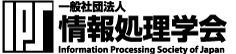 一般社団法人
情報処理学会
Information Processing Society of Japan